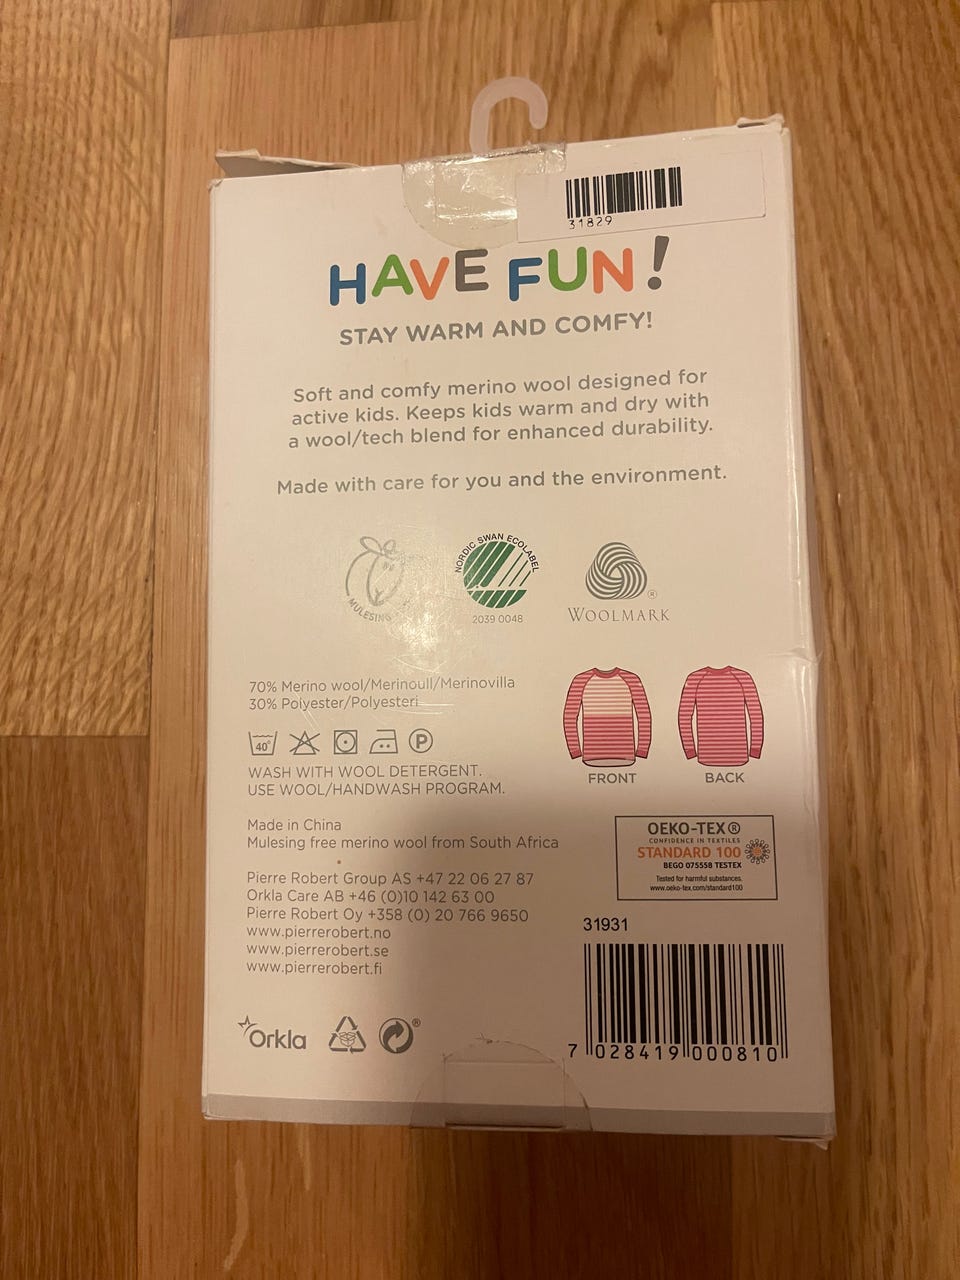 31829
HAVE FUN!
STAY WARM AND COMFY!
Soft and comfy merino wool designed for
active kids. Keeps kids warm and dry with
a wool/tech blend for enhanced durability.
Made with care for you and the environment.
MULESING
NORDIC SWAN ECOLABEL
2039 0048
WOOLMARK
®
70% Merino wool/Merinoull/Merinovilla
30% Polyester/Polyesteri
40°
P
WASH WITH WOOL DETERGENT.
USE WOOL/HANDWASH PROGRAM.
FRONT
BACK
Made in China
Mulesing free merino wool from South Africa
Pierre Robert Group AS +47 22 06 27 87
Orkla Care AB +46 (0)10 142 63 00
Pierre Robert Oy +358 (0) 20 766 9650
www.pierrerobert.no
www.pierrerobert.se
www.pierrerobert.fi
OEKO-TEX®
CONFIDENCE IN TEXTILES
STANDARD 100
BEGO 075558 TESTEX
Tested for harmful substances.
www.oeko-tex.com/standard100
31931
7 028419 000810
Orkla
®